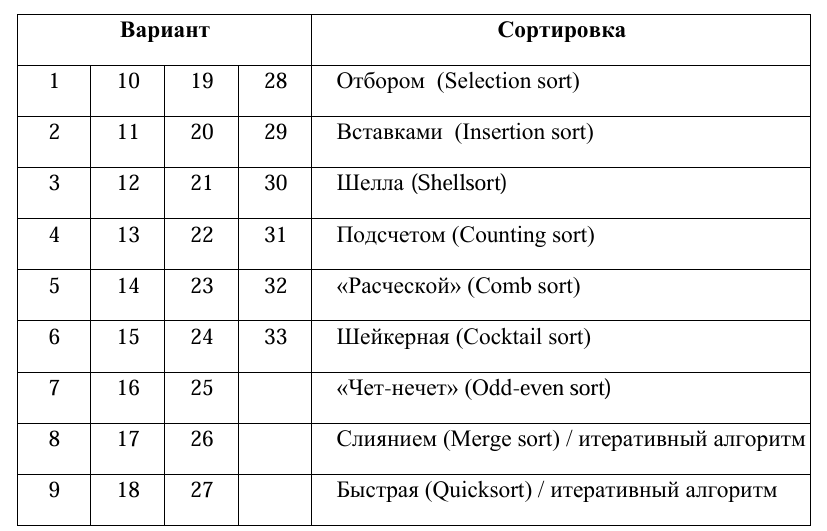 Вариант Сортировка
1 10 19 28 Отбором (Selection sort)
2 11 20 29 Вставками (Insertion sort)
3 12 21 30 Шелла (Shellsort)
4 13 22 31 Подсчетом (Counting sort)
5 14 23 32 «Расческой» (Comb sort)
6 15 24 33 Шейкерная (Cocktail sort)
7 16 25 «Чет-нечет» (Odd-even sort)
8 17 26 Слиянием (Merge sort) / итеративный алгоритм
9 18 27 Быстрая (Quicksort) / итеративный алгоритм